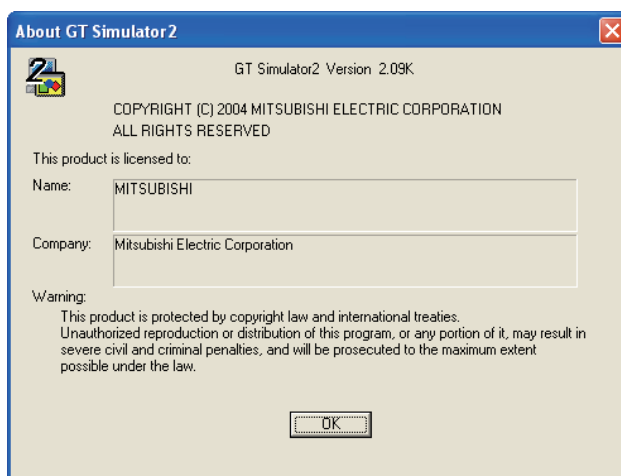 About GT Simulator2
2
GT Simulator2 Version 2.09K
COPYRIGHT (C) 2004 MITSUBISHI ELECTRIC CORPORATION
ALL RIGHTS RESERVED
This product is licensed to:
Name:
MITSUBISHI
Company:
Mitsubishi Electric Corporation
Warning:
This product is protected by copyright law and international treaties.
Unauthorized reproduction or distribution of this program, or any portion of it, may result in
severe civil and criminal penalties, and will be prosecuted to the maximum extent
possible under the law.
OK